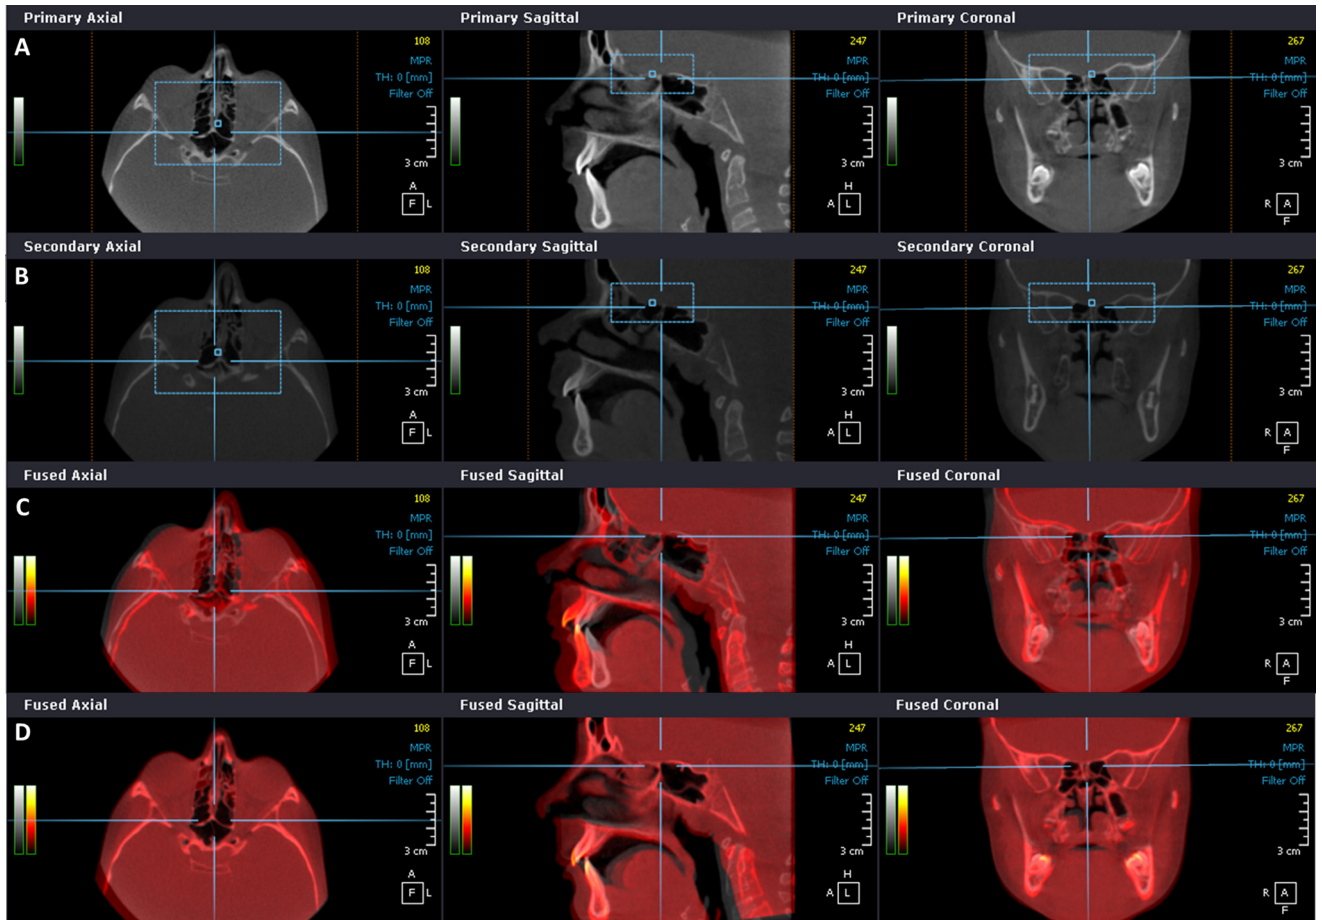 Primary Axial
Primary Sagittal
Primary Coronal
A
108
MPR
TH: 0 [mm]
Filter Off
3 cm
A
F L
247
MPR
TH: 0 [mm]
Filter Off
3 cm
H
A L
267
MPR
TH: 0 [mm]
Filter Off
3 cm
R A
F
Secondary Axial
Secondary Sagittal
Secondary Coronal
B
108
MPR
TH: 0 [mm]
Filter Off
3 cm
A
F L
247
MPR
TH: 0 [mm]
Filter Off
3 cm
H
A L
267
MPR
TH: 0 [mm]
Filter Off
3 cm
R A
F
Fused Axial
Fused Sagittal
Fused Coronal
C
108
MPR
TH: 0 [mm]
Filter Off
3 cm
A
F L
247
MPR
TH: 0 [mm]
Filter Off
3 cm
H
A L
267
MPR
TH: 0 [mm]
Filter Off
3 cm
R A
F
Fused Axial
Fused Sagittal
Fused Coronal
D
108
MPR
TH: 0 [mm]
Filter Off
3 cm
A
F L
247
MPR
TH: 0 [mm]
Filter Off
3 cm
H
A L
267
MPR
TH: 0 [mm]
Filter Off
3 cm
R A
F